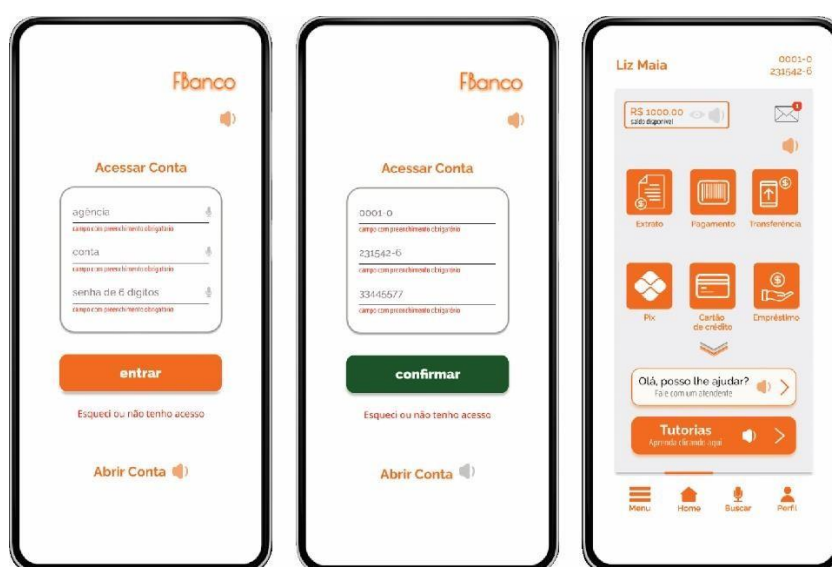 FBanco
Acessar Conta
agência
campo com preenchimento obrigatório
conta
campo com preenchimento obrigatório
senha de 6 digitos
campo com preenchimento obrigatório
entrar
Esqueci ou não tenho acesso
Abrir Conta
FBanco
Acessar Conta
0001-0
campo com preenchimento obrigatório
231542-6
campo com preenchimento obrigatório
33445577
campo com preenchimento obrigatório
confirmar
Esqueci ou não tenho acesso
Abrir Conta
Liz Maia
0001-0
231542-6
R$ 1000,00
saldo disponível
1
Extrato
Pagamento
Transferência
Pix
Cartão
de crédito
Empréstimo
Olá, posso lhe ajudar?
Fale com um atendente
Tutorias
Aprenda clicando aqui
Menu
Home
Buscar
Perfil